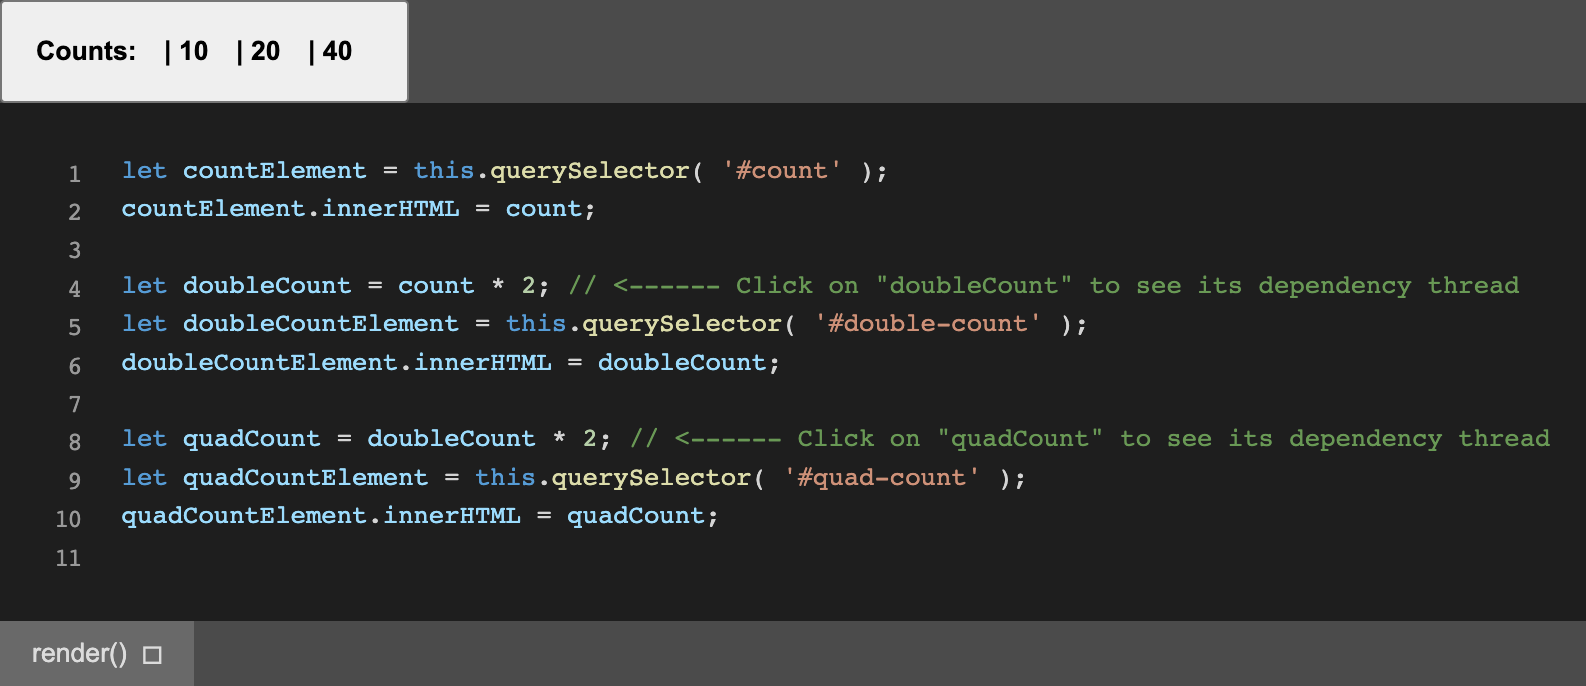 Counts: | 10 | 20 | 40
1 let countElement = this.querySelector( '#count' );
2 countElement.innerHTML = count;
3
4 let doubleCount = count * 2; // <------ Click on "doubleCount" to see its dependency thread
5 let doubleCountElement = this.querySelector( '#double-count' );
6 doubleCountElement.innerHTML = doubleCount;
7
8 let quadCount = doubleCount * 2; // <------ Click on "quadCount" to see its dependency thread
9 let quadCountElement = this.querySelector( '#quad-count' );
10 quadCountElement.innerHTML = quadCount;
11
render()